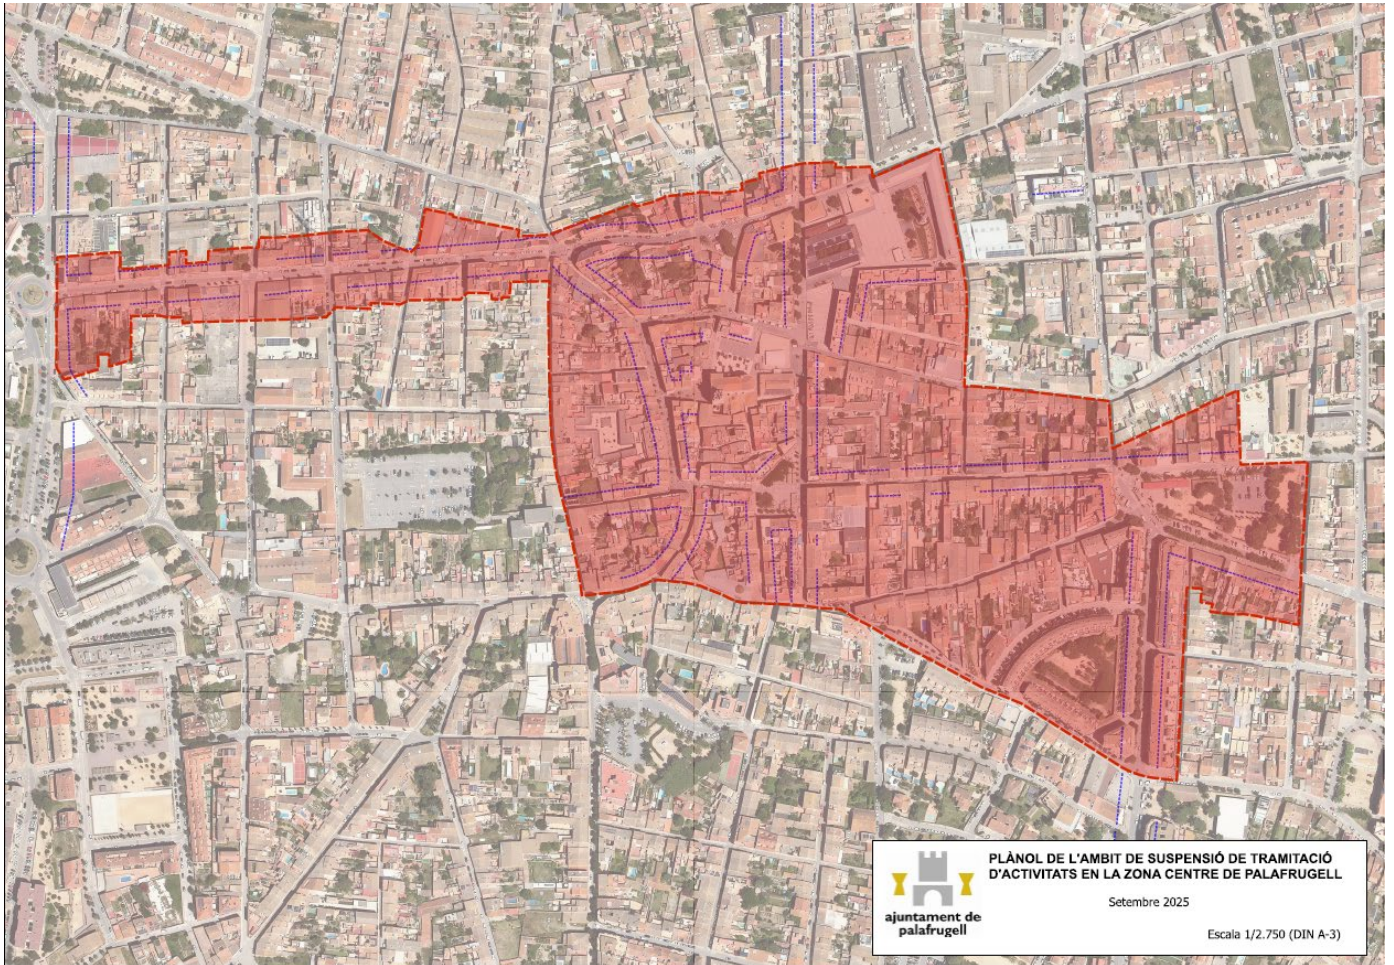 PLÀNOL DE L'AMBIT DE SUSPENSIÓ DE TRAMITACIÓ
D'ACTIVITATS EN LA ZONA CENTRE DE PALAFRUGELL
Setembre 2025
ajuntament de
palafrugell
Escala 1/2.750 (DIN A-3)